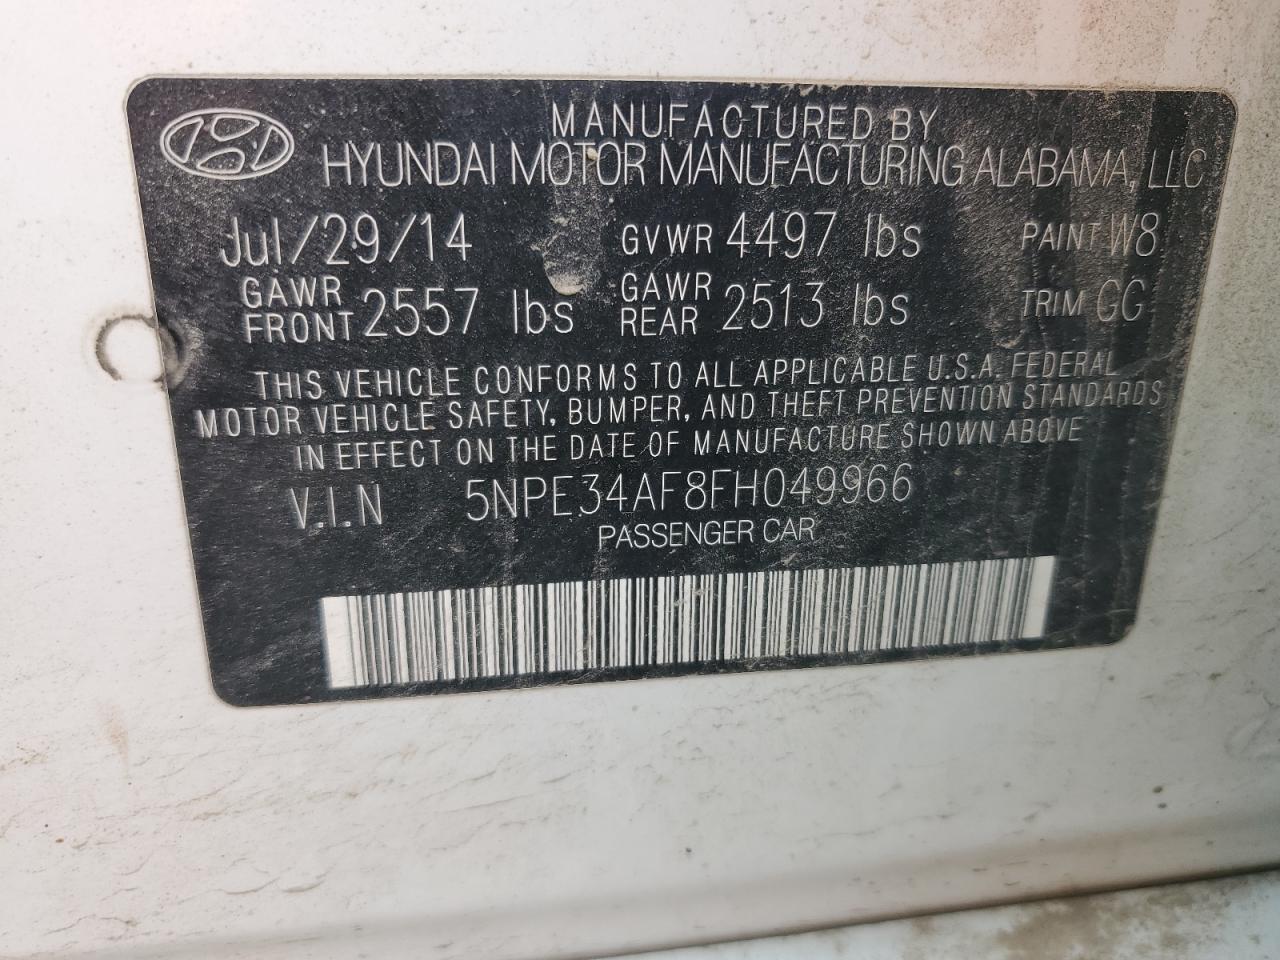 MANUFACTURED BY
HYUNDAI MOTOR MANUFACTURING ALABAMA, LLC
Jul/29/14 GVWR 4497 lbs PAINT W8
GAWR FRONT 2557 lbs GAWR REAR 2513 lbs TRIM GG
THIS VEHICLE CONFORMS TO ALL APPLICABLE U.S.A. FEDERAL
MOTOR VEHICLE SAFETY, BUMPER, AND THEFT PREVENTION STANDARDS
IN EFFECT ON THE DATE OF MANUFACTURE SHOWN ABOVE
V.I.N 5NPE34AF8FH049966
PASSENGER CAR